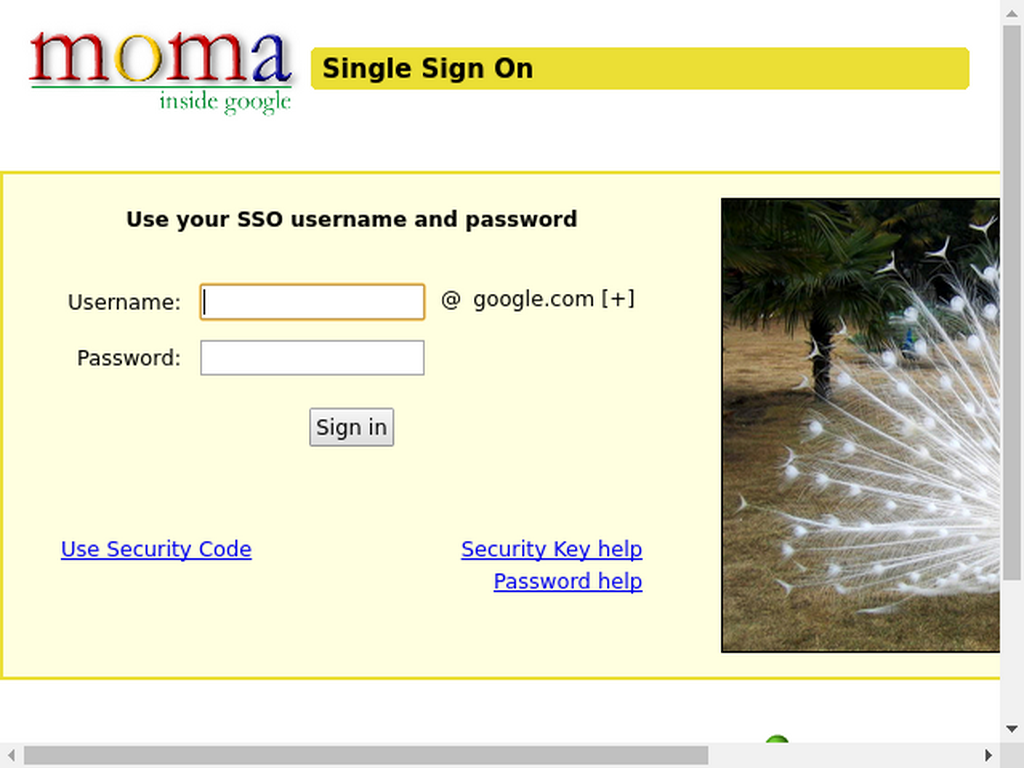 moma
inside google
Single Sign On
Use your SSO username and password
Username: @ google.com [+]
Password:
Sign in
Use Security Code
Security Key help
Password help